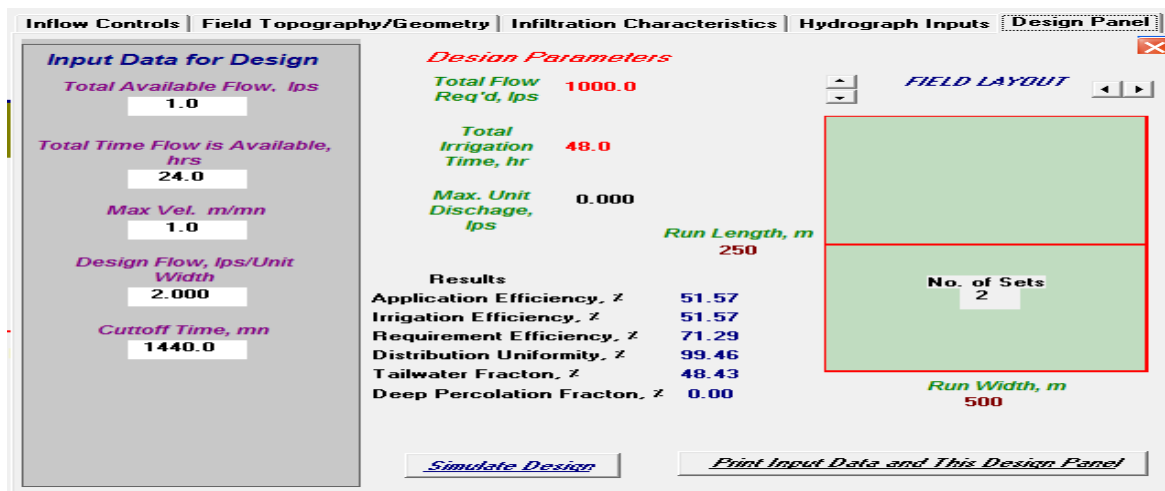 Inflow Controls
Field Topography/Geometry
Infiltration Characteristics
Hydrograph Inputs
Design Panel
Input Data for Design
Total Available Flow, lps
1.0
Total Time Flow is Available,
hrs
24.0
Max Vel. m/mn
1.0
Design Flow, lps/Unit
Width
2.000
Cuttoff Time, mn
1440.0
Design Parameters
Total Flow
Req'd, lps
1000.0
Total
Irrigation
Time, hr
48.0
Max. Unit
Dischage,
lps
0.000
Run Length, m
250
Results
Application Efficiency, % 51.57
Irrigation Efficiency, % 51.57
Requirement Efficiency, % 71.29
Distribution Uniformity, % 99.46
Tailwater Fracton, % 48.43
Deep Percolation Fracton, % 0.00
FIELD LAYOUT
No. of Sets
2
Run Width, m
500
Simulate Design
Print Input Data and This Design Panel